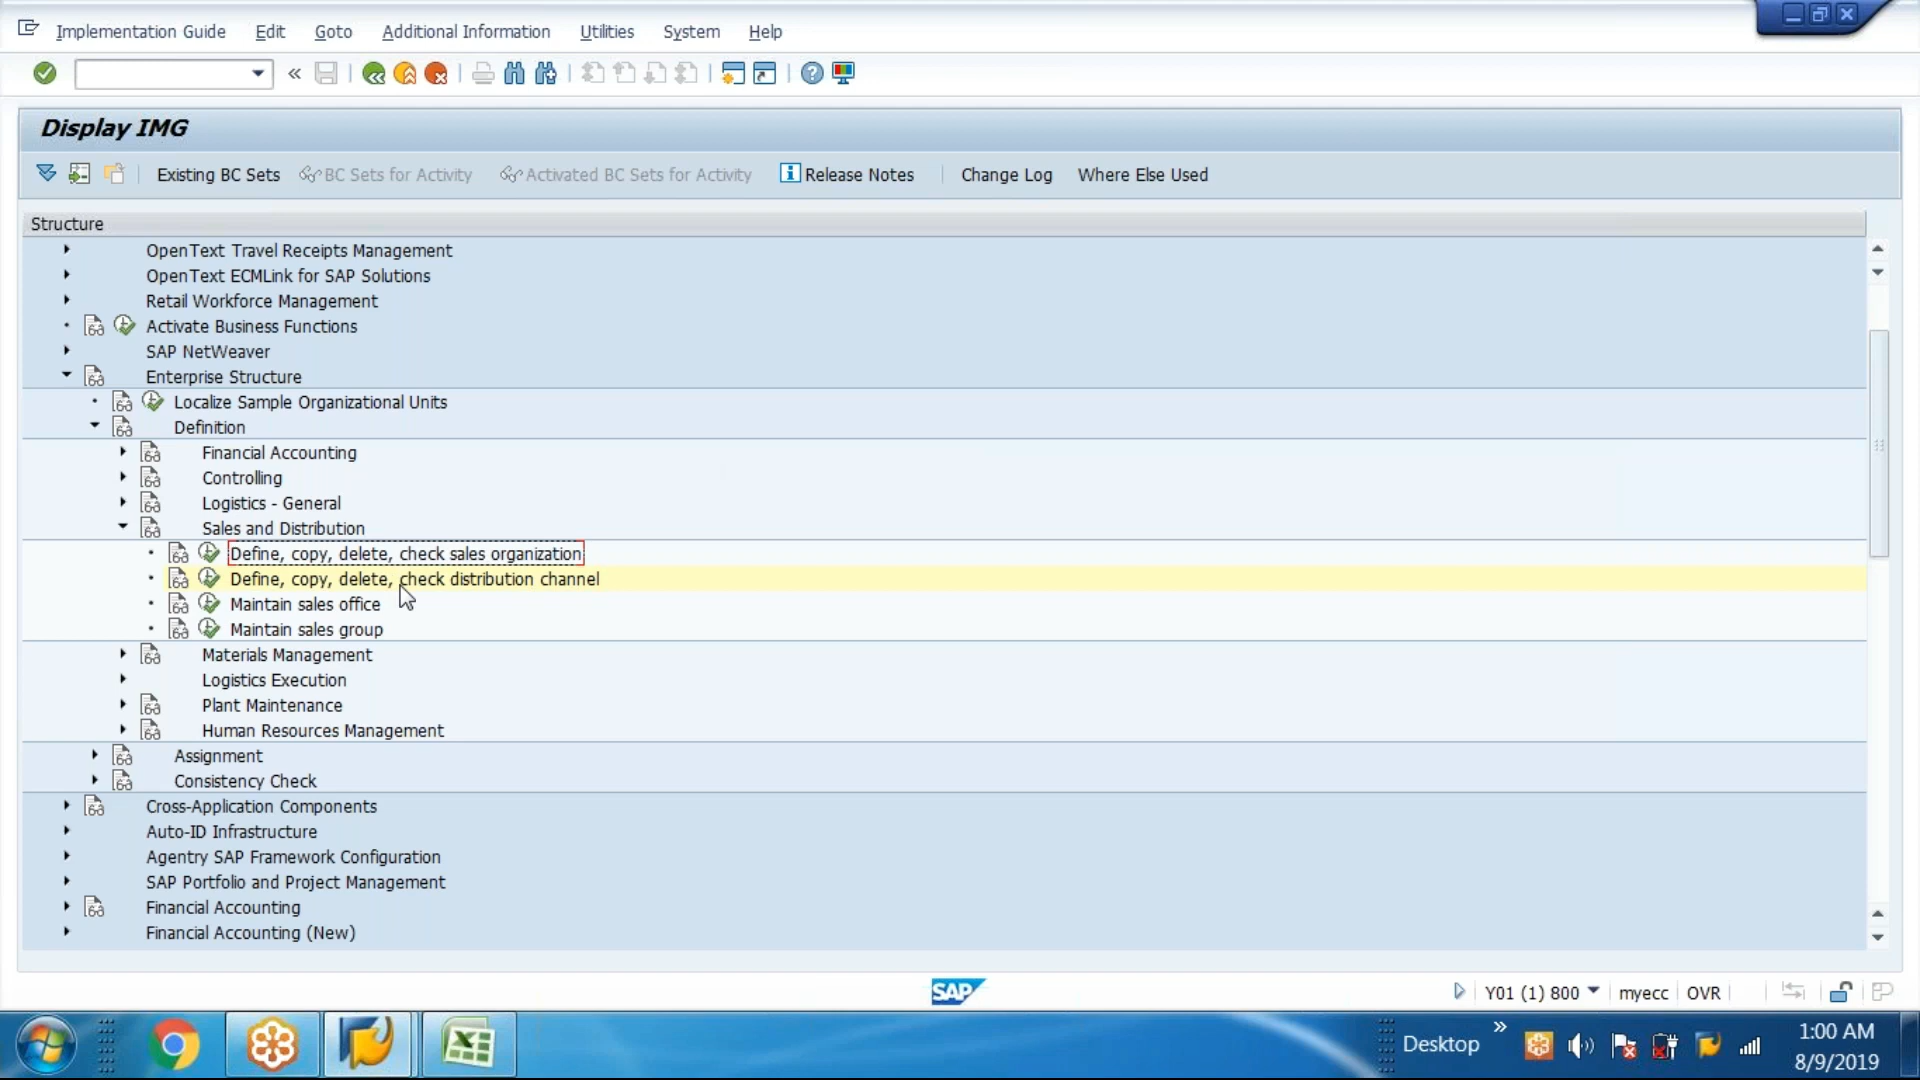 Implementation Guide Edit Goto Additional Information Utilities System Help
Display IMG
Existing BC Sets BC Sets for Activity Activated BC Sets for Activity Release Notes Change Log Where Else Used
Structure
OpenText Travel Receipts Management
OpenText ECMLink for SAP Solutions
Retail Workforce Management
Activate Business Functions
SAP NetWeaver
Enterprise Structure
Localize Sample Organizational Units
Definition
Financial Accounting
Controlling
Logistics - General
Sales and Distribution
Define, copy, delete, check sales organization
Define, copy, delete, check distribution channel
Maintain sales office
Maintain sales group
Materials Management
Logistics Execution
Plant Maintenance
Human Resources Management
Assignment
Consistency Check
Cross-Application Components
Auto-ID Infrastructure
Agentry SAP Framework Configuration
SAP Portfolio and Project Management
Financial Accounting
Financial Accounting (New)
SAP Y01 (1) 800 myecc OVR
Desktop 1:00 AM
8/9/2019